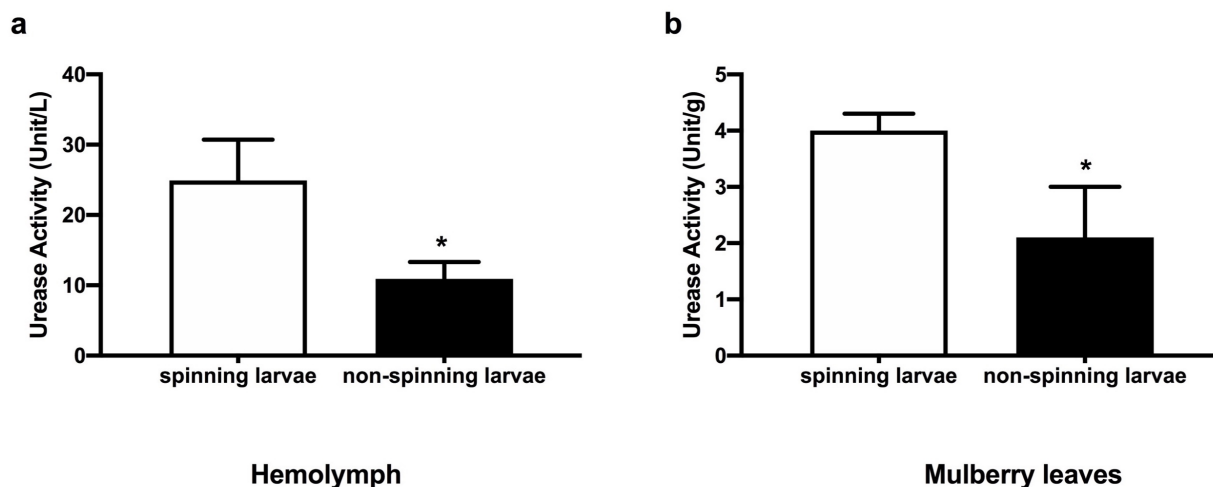 a
Urease Activity (Unit/L)
40
30
20
10
0
*
spinning larvae
non-spinning larvae
Hemolymph
b
Urease Activity (Unit/g)
5
4
3
2
1
0
*
spinning larvae
non-spinning larvae
Mulberry leaves